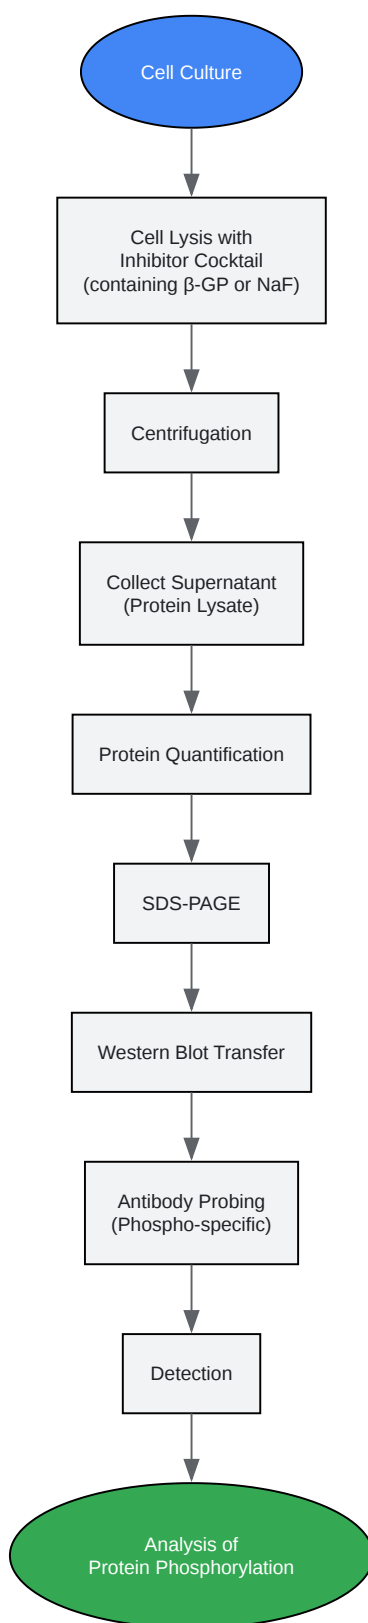 Cell Culture
Cell Lysis with
Inhibitor Cocktail
(containing β-GP or NaF)
Centrifugation
Collect Supernatant
(Protein Lysate)
Protein Quantification
SDS-PAGE
Western Blot Transfer
Antibody Probing
(Phospho-specific)
Detection
Analysis of
Protein Phosphorylation